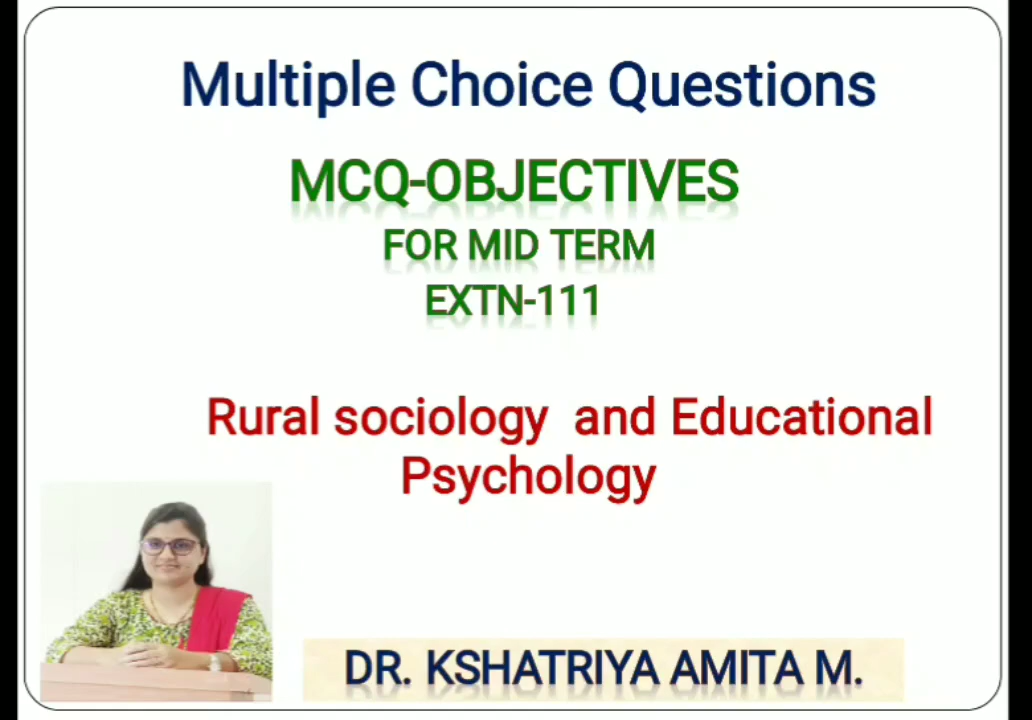 Multiple Choice Questions
MCQ-OBJECTIVES
FOR MID TERM
EXTN-111
Rural sociology and Educational
Psychology
DR. KSHATRIYA AMITA M.